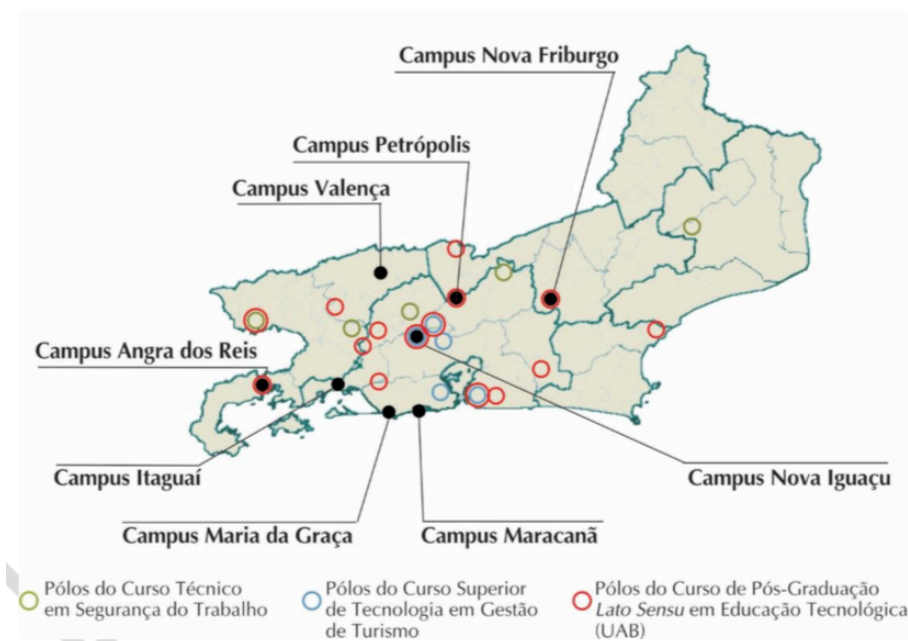 Campus Nova Friburgo
Campus Petrópolis
Campus Valença
Campus Angra dos Reis
Campus Itaguaí
Campus Nova Iguaçu
Campus Maria da Graça
Campus Maracanã
Pólos do Curso Técnico
em Segurança do Trabalho
Pólos do Curso Superior
de Tecnologia em Gestão
de Turismo
Pólos do Curso de Pós-Graduação
Lato Sensu em Educação Tecnológica
(UAB)